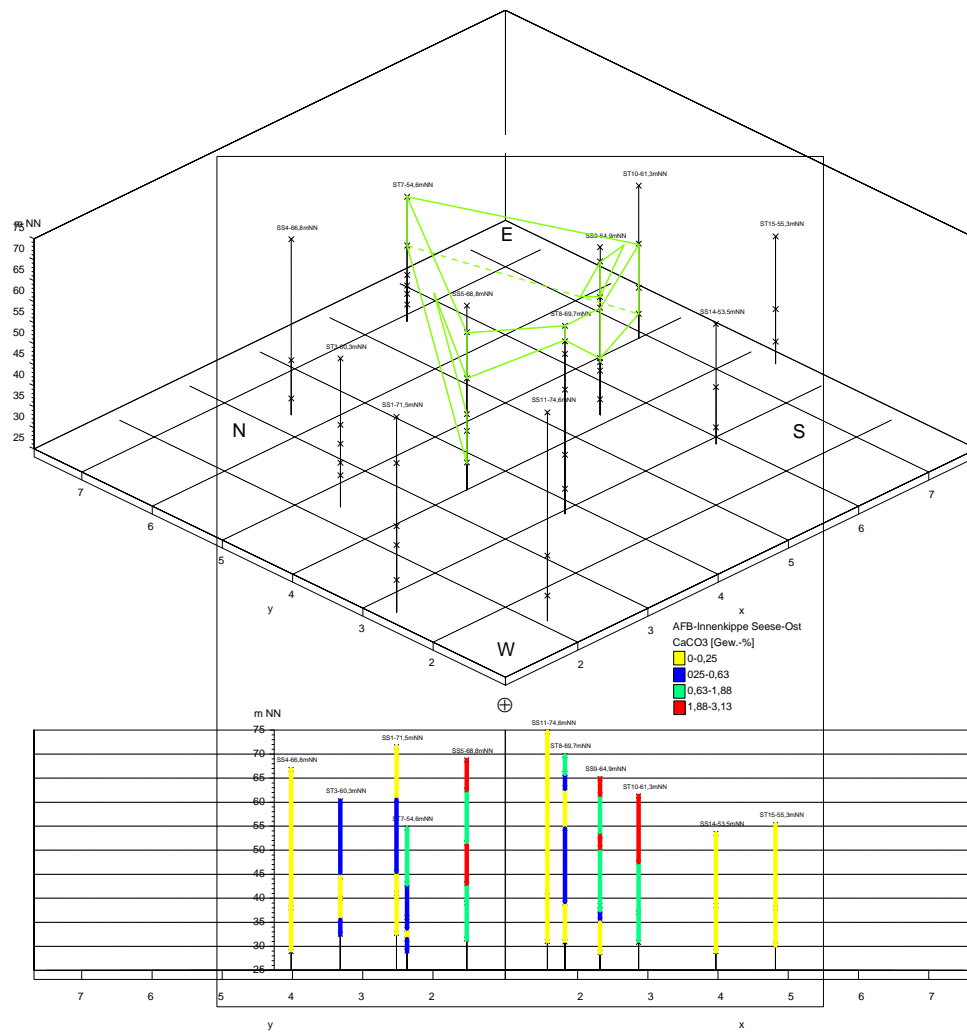 ST7-54,6mNN
ST10-61,3mNN
m NN
75
70
65
60
55
50
45
40
35
30
25
SS4-66,8mNN
E
SS9-64,9mNN
ST15-55,3mNN
SS5-68,8mNN
ST8-69,7mNN
SS14-53,5mNN
ST3-60,3mNN
SS1-71,5mNN
SS11-74,6mNN
N
S
7
7
6
6
5
5
4
4
3
3
2
2
y
x
W
AFB-Innenkippe Seese-Ost
CaCO3 [Gew.-%]
0-0,25
025-0,63
0,63-1,88
1,88-3,13
m NN
75
70
65
60
55
50
45
40
35
30
25
SS11-74,6mNN
SS1-71,5mNN
ST8-69,7mNN
SS5-68,8mNN
SS4-66,8mNN
SS9-64,9mNN
ST3-60,3mNN
ST10-61,3mNN
ST7-54,6mNN
SS14-53,5mNN
ST15-55,3mNN
7 6 5 4 3 2 2 3 4 5 6 7
y x